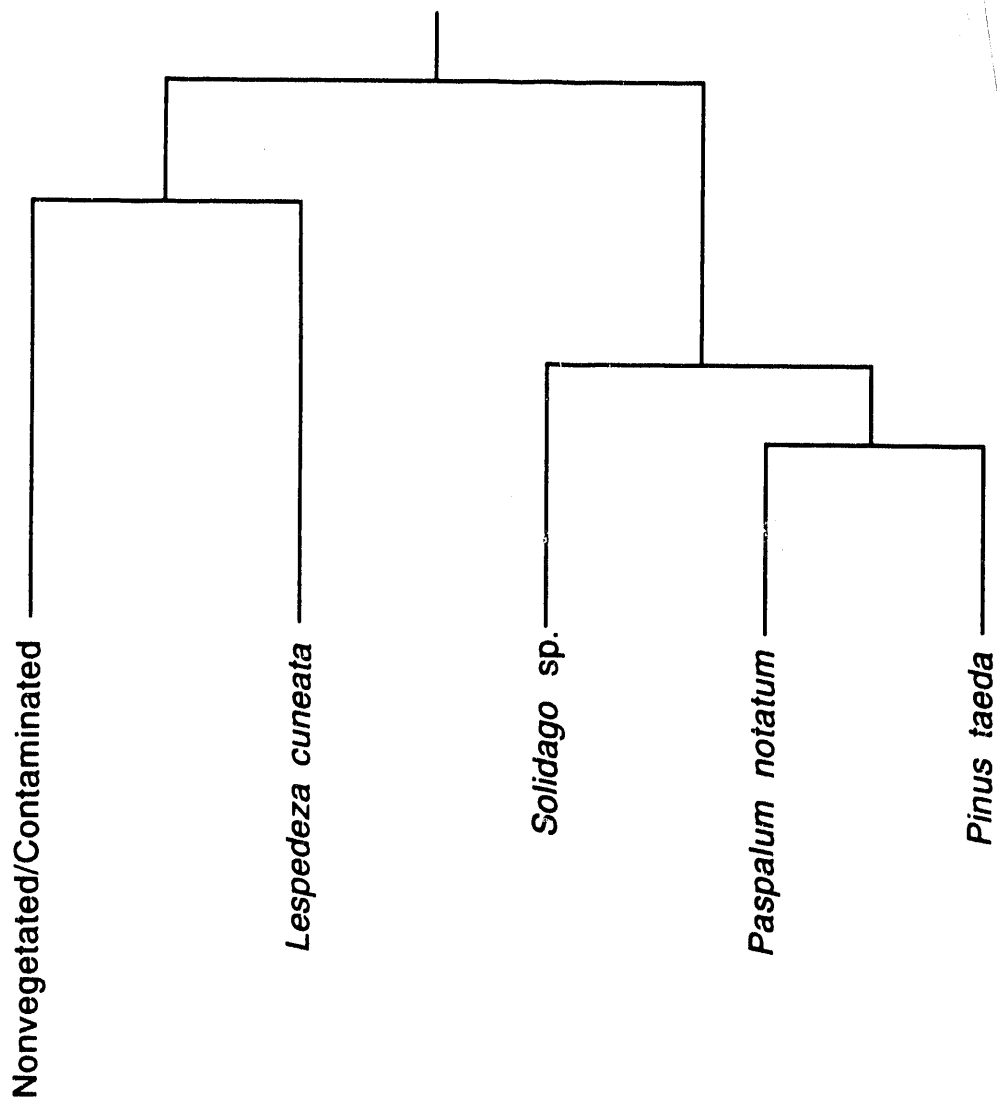 Nonvegetated/Contaminated
Lespedeza cuneata
Solidago sp.
Paspalum notatum
Pinus taeda